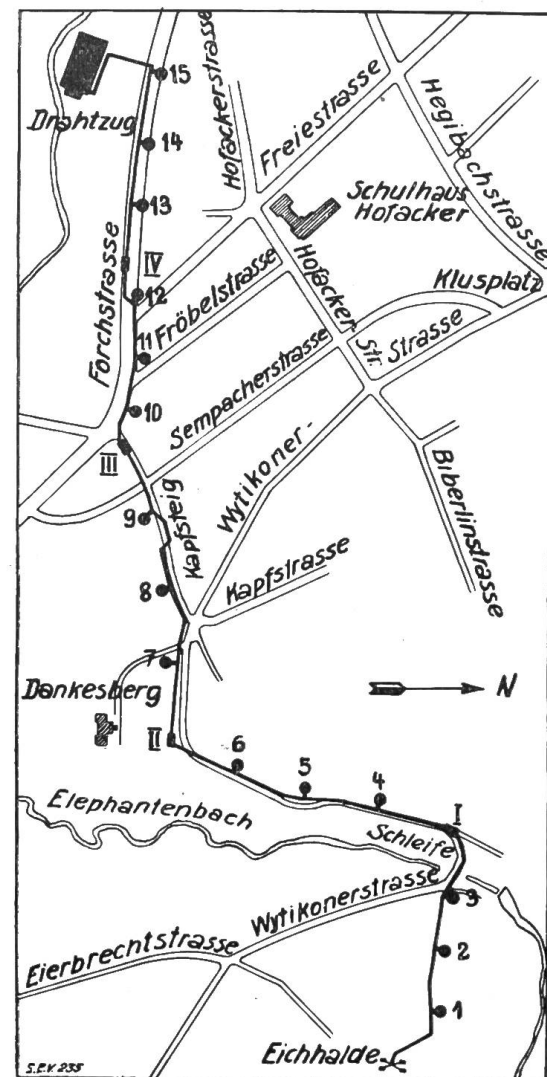 15
Drahtzug
Hofackerstrasse
Freiestrasse
Hegibachstrasse
14
Schulhaus
Hofacker
13
IV
Forchstrasse
12
Fröbelstrasse
Hofacker-Str.
Klusplatz
11
Sempacherstrasse
Wytikoner-Strasse
10
III
Biberlinstrasse
9
Kapfsteig
8
Kapfstrasse
7
Dankesberg
N
II
6
5
4
I
Elephantenbach
Schleife
3
Wytikonerstrasse
2
Eierbrechtstrasse
1
Eichhalde
S.E.V. 235